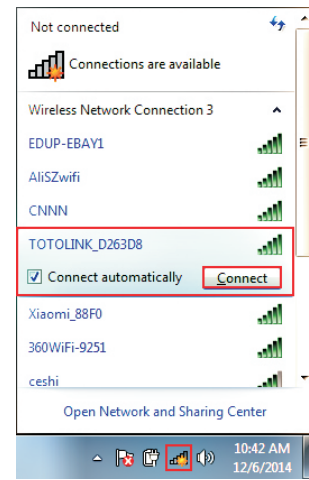 Not connected
Connections are available
Wireless Network Connection 3
EDUP-EBAY1
AliSZwifi
CNNN
TOTOLINK_D263D8
Connect automatically Connect
Xiaomi_88F0
360WiFi-9251
ceshi
Open Network and Sharing Center
10:42 AM
12/6/2014